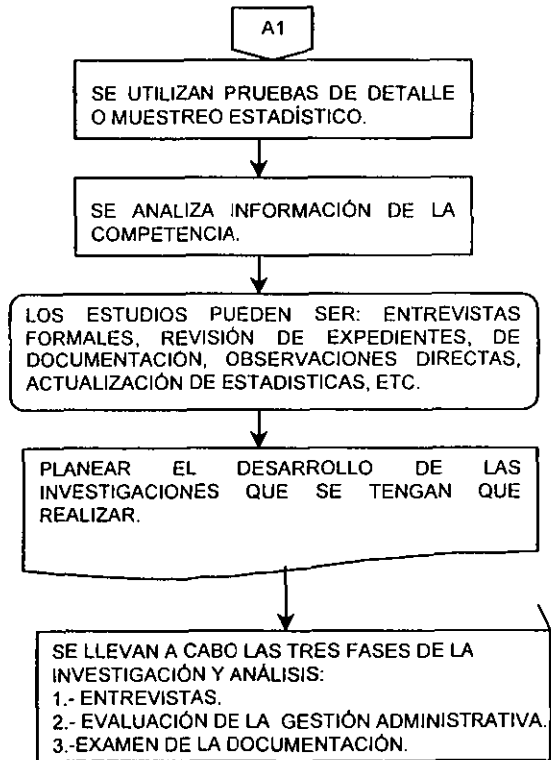 A1
SE UTILIZAN PRUEBAS DE DETALLE
O MUESTREO ESTADÍSTICO.
SE ANALIZA INFORMACIÓN DE LA
COMPETENCIA.
LOS ESTUDIOS PUEDEN SER: ENTREVISTAS
FORMALES, REVISIÓN DE EXPEDIENTES, DE
DOCUMENTACIÓN, OBSERVACIONES DIRECTAS,
ACTUALIZACIÓN DE ESTADISTICAS, ETC.
PLANEAR EL DESARROLLO DE LAS
INVESTIGACIONES QUE SE TENGAN QUE
REALIZAR.
SE LLEVAN A CABO LAS TRES FASES DE LA
INVESTIGACIÓN Y ANÁLISIS:
1.- ENTREVISTAS.
2.- EVALUACIÓN DE LA GESTIÓN ADMINISTRATIVA.
3.-EXAMEN DE LA DOCUMENTACIÓN.